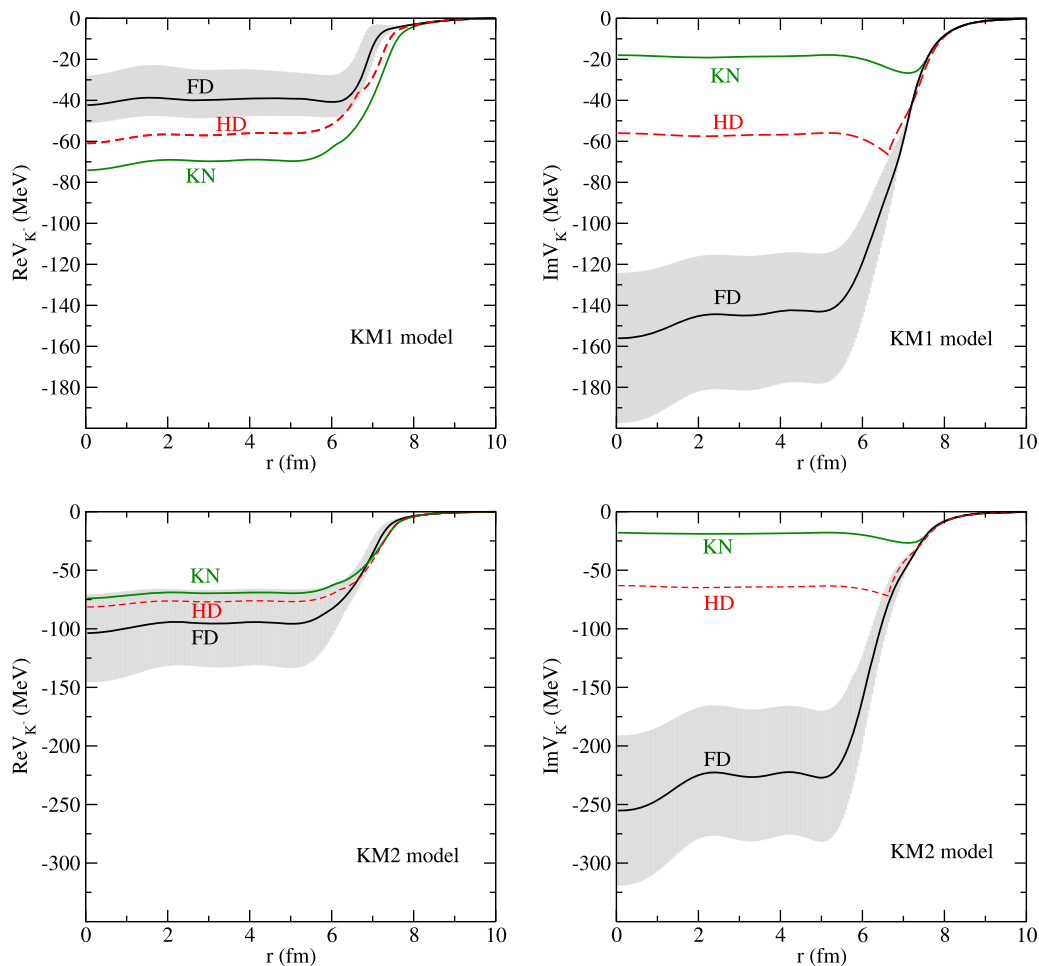 0
-20
-40
-60
-80
-100
-120
-140
-160
-180
ReV_K- (MeV)
FD
HD
KN
KM1 model
0 2 4 6 8 10
r (fm)
0
-20
-40
-60
-80
-100
-120
-140
-160
-180
ImV_K- (MeV)
KN
HD
FD
KM1 model
0 2 4 6 8 10
r (fm)
0
-50
-100
-150
-200
-250
-300
ReV_K- (MeV)
KN
HD
FD
KM2 model
0 2 4 6 8 10
r (fm)
0
-50
-100
-150
-200
-250
-300
ImV_K- (MeV)
KN
HD
FD
KM2 model
0 2 4 6 8 10
r (fm)